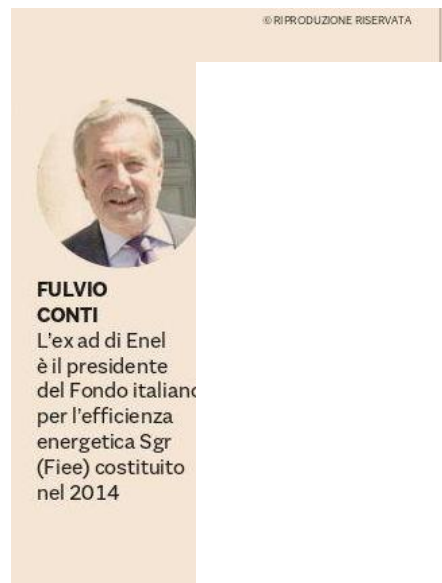 © RIPRODUZIONE RISERVATA
FULVIO
CONTI
L'ex ad di Enel
è il presidente
del Fondo italiano
per l'efficienza
energetica Sgr
(Fiee) costituito
nel 2014